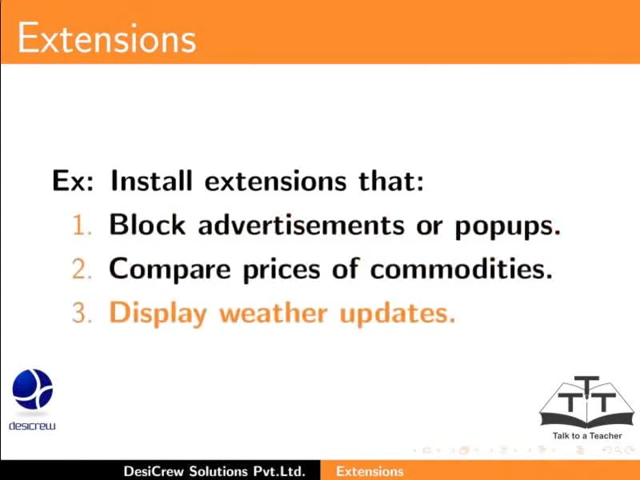 Extensions
Ex: Install extensions that:
1. Block advertisements or popups.
2. Compare prices of commodities.
3. Display weather updates.
desicrew
TTT
Talk to a Teacher
DesiCrew Solutions Pvt.Ltd. Extensions